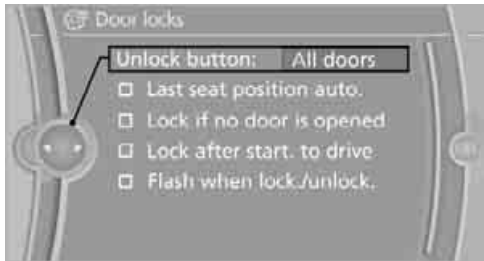 Door locks
Unlock button: All doors
Last seat position auto.
Lock if no door is opened
Lock after start. to drive
Flash when lock./unlock.